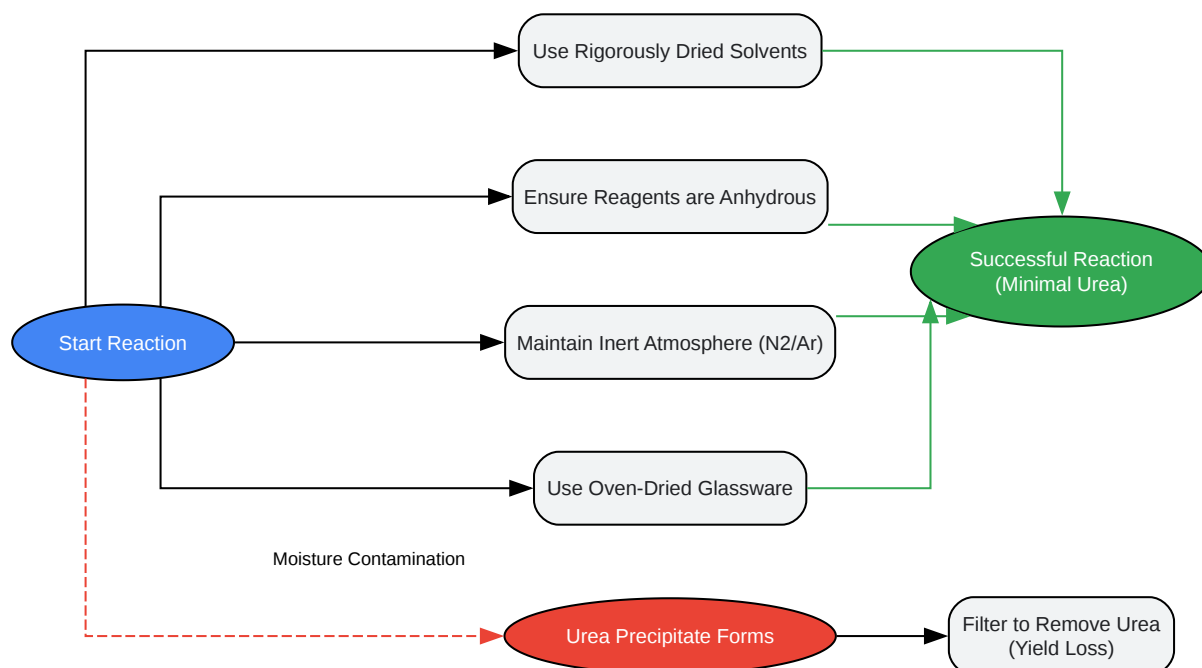 Use Rigorously Dried Solvents
Ensure Reagents are Anhydrous
Successful Reaction
(Minimal Urea)
Start Reaction
Maintain Inert Atmosphere (N2/Ar)
Use Oven-Dried Glassware
Moisture Contamination
Urea Precipitate Forms
Filter to Remove Urea
(Yield Loss)